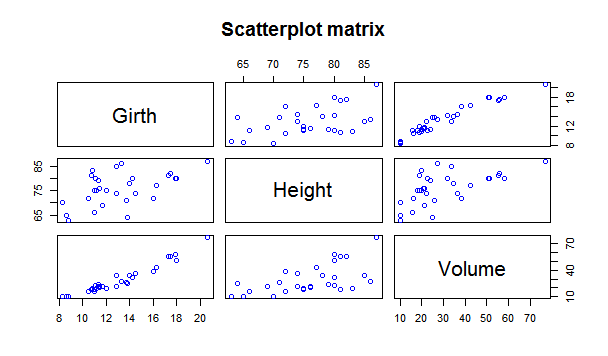 Scatterplot matrix
65 70 75 80 85
Girth
8 12 18
65 75 85
Height
Volume
10 40 70
8 10 12 14 16 18 20
10 20 30 40 50 60 70